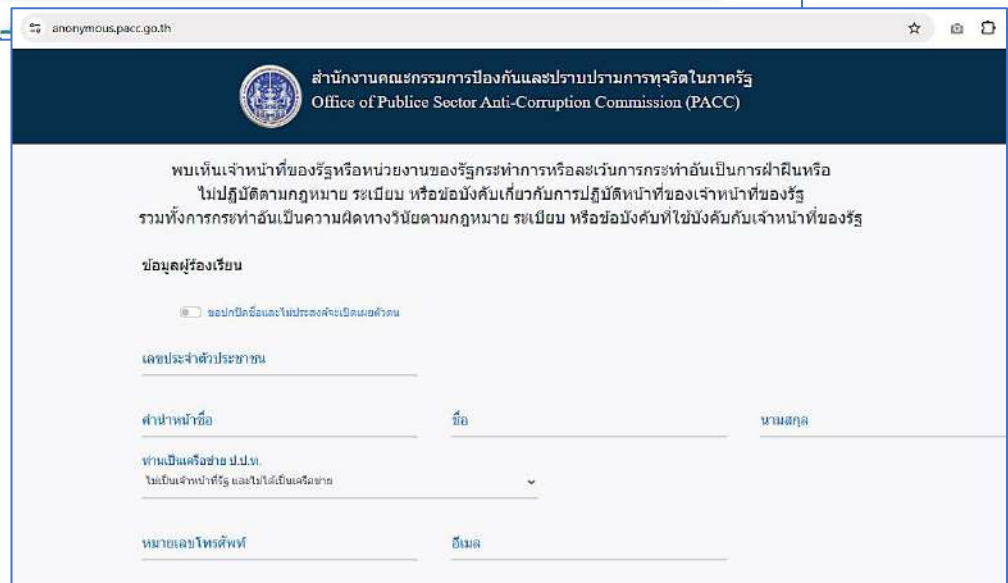 anonymous.pacc.go.th
สำนักงานคณะกรรมการป้องกันและปราบปรามการทุจริตในภาครัฐ
Office of Publice Sector Anti-Corruption Commission (PACC)
พบเห็นเจ้าหน้าที่ของรัฐหรือหน่วยงานของรัฐกระทำการหรือละเว้นการกระทำอันเป็นการฝ่าฝืนหรือ
ไม่ปฏิบัติตามกฎหมาย ระเบียบ หรือข้อบังคับเกี่ยวกับการปฏิบัติหน้าที่ของเจ้าหน้าที่ของรัฐ
รวมทั้งการกระทำอันเป็นความผิดทางวินัยตามกฎหมาย ระเบียบ หรือข้อบังคับที่ใช้บังคับกับเจ้าหน้าที่ของรัฐ
ข้อมูลผู้ร้องเรียน
ขอปกปิดชื่อและไม่ประสงค์จะเปิดเผยตัวตน
เลขประจำตัวประชาชน
คำนำหน้าชื่อ ชื่อ นามสกุล
ท่านเป็นเครือข่าย ป.ป.ท.
ไม่เป็นเจ้าหน้าที่รัฐ และไม่ได้เป็นเครือข่าย
หมายเลขโทรศัพท์ อีเมล